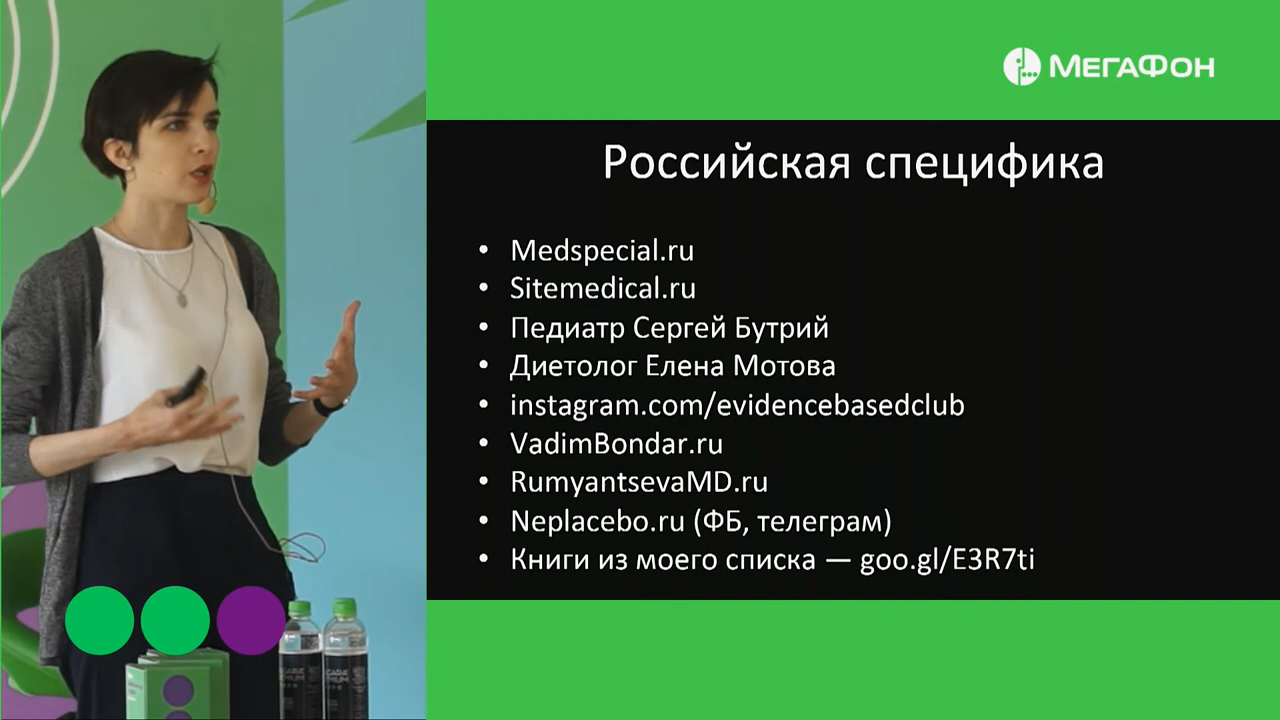 МЕГАФОН
Российская специфика
• Medspecial.ru
• Sitemedical.ru
• Педиатр Сергей Бутрий
• Диетолог Елена Мотова
• instagram.com/evidencebasedclub
• VadimBondar.ru
• RumyantsevaMD.ru
• Neplacebo.ru (ФБ, телеграм)
• Книги из моего списка — goo.gl/E3R7ti